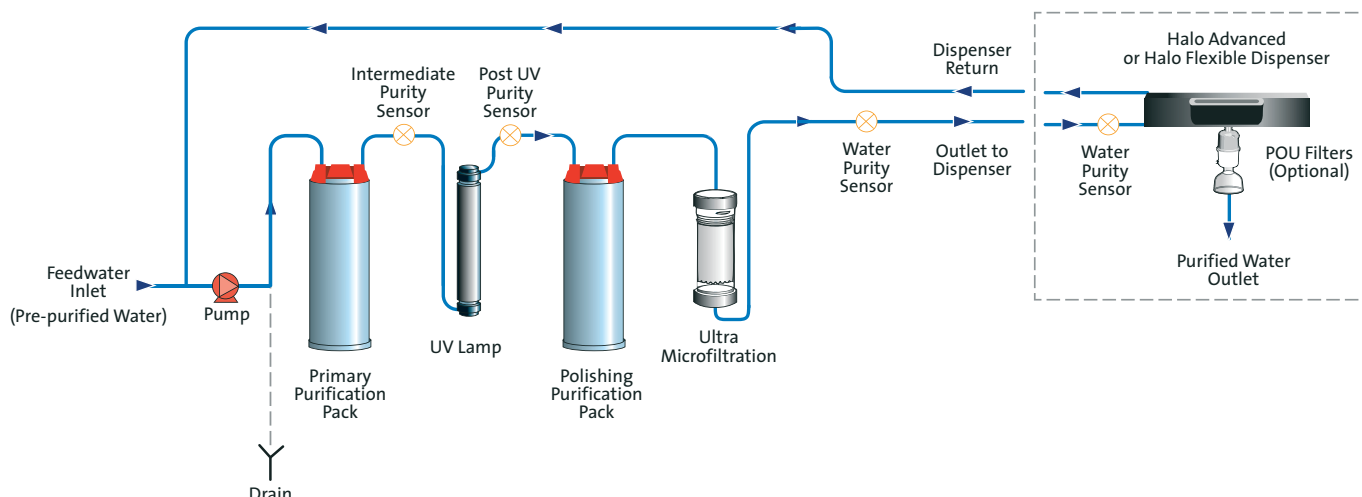 Halo Advanced
or Halo Flexible Dispenser
Dispenser
Return
Intermediate
Purity
Sensor
Post UV
Purity
Sensor
Water
Purity
Sensor
Outlet to
Dispenser
Water
Purity
Sensor
POU Filters
(Optional)
Purified Water
Outlet
Feedwater
Inlet
(Pre-purified Water)
Pump
UV Lamp
Ultra
Microfiltration
Primary
Purification
Pack
Polishing
Purification
Pack
Drain